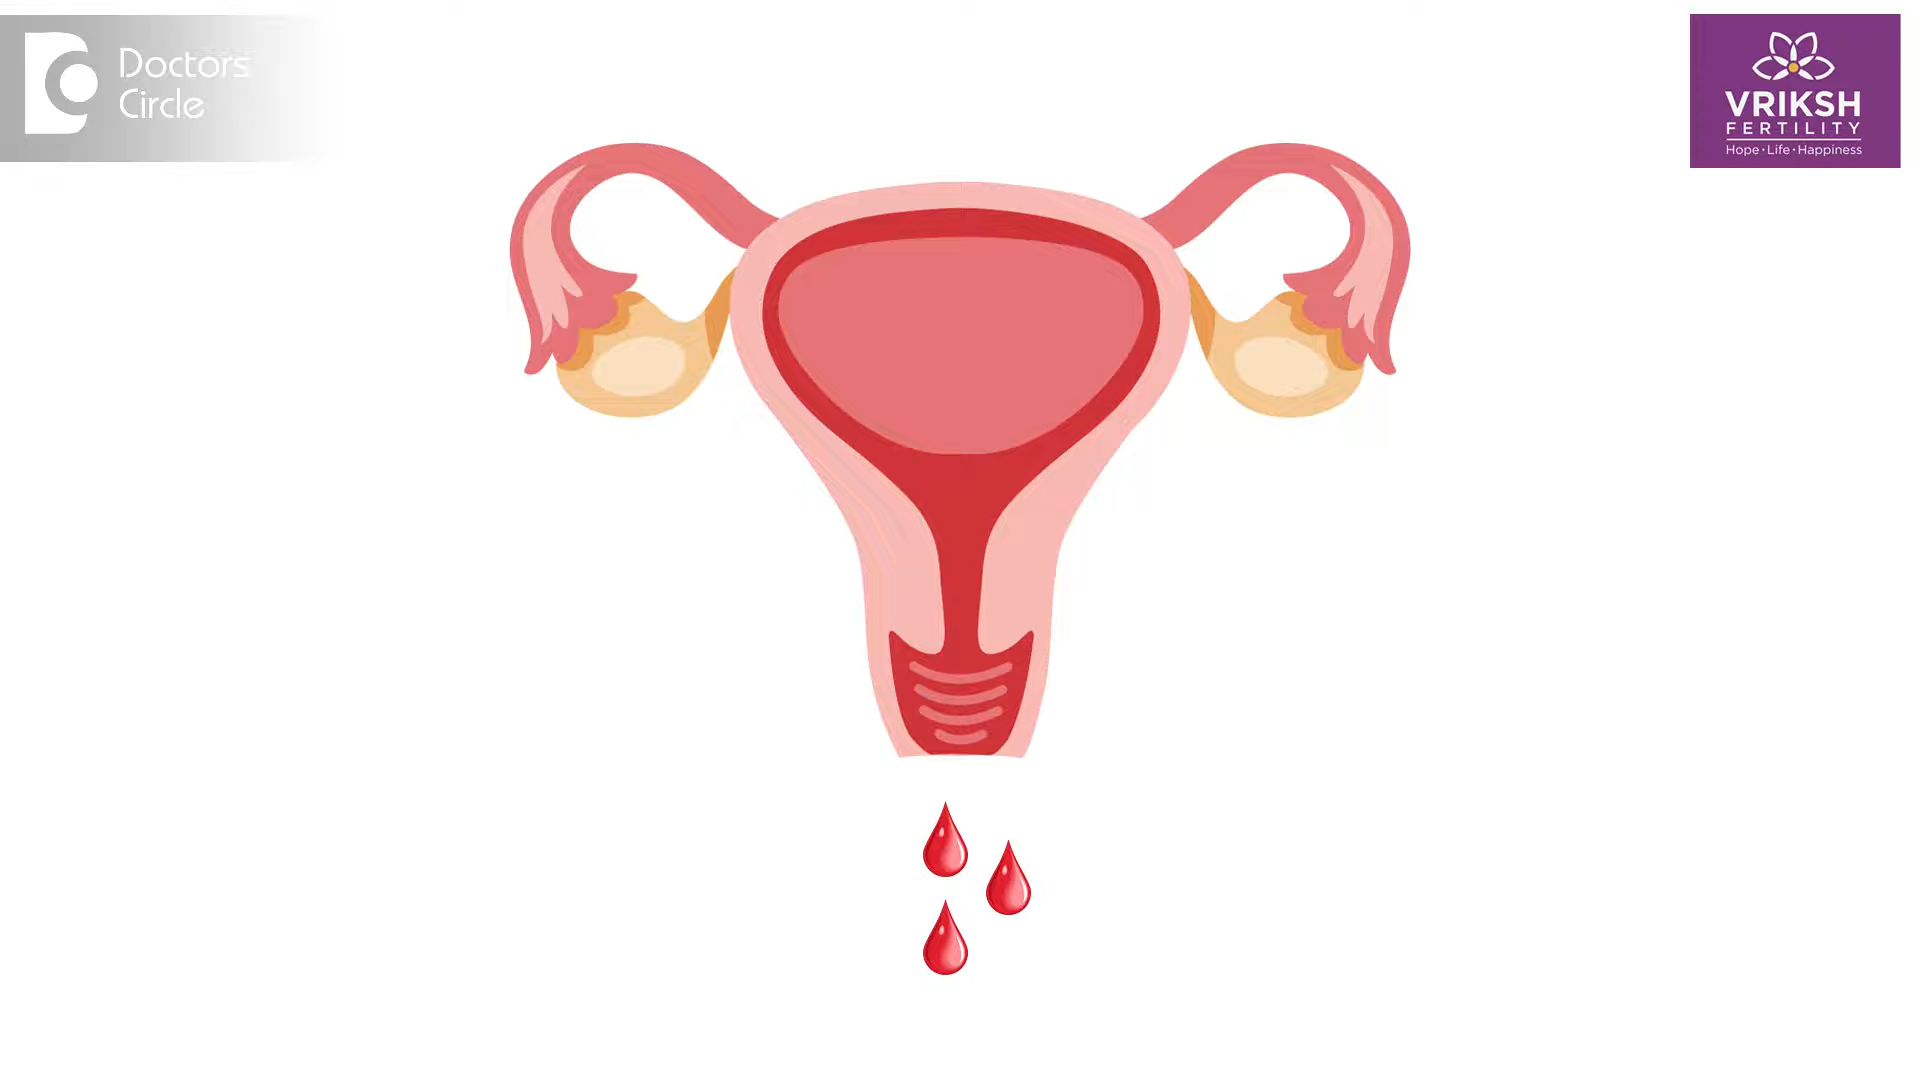 Doctors
Circle
VRIKSH
FERTILITY
Hope · Life · Happiness